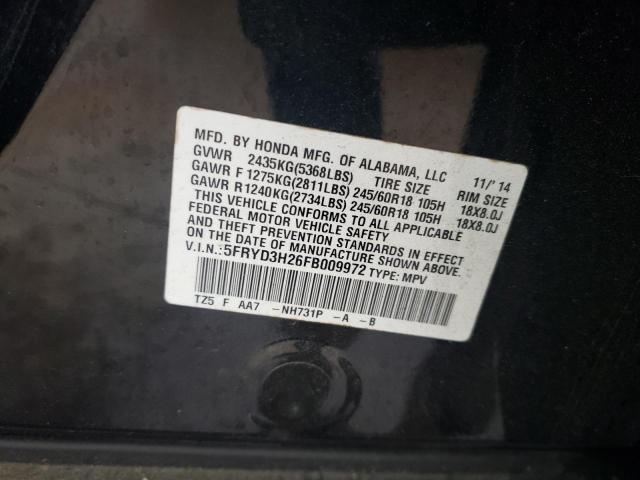 MFD. BY HONDA MFG. OF ALABAMA, LLC 11/'14
GVWR 2435KG(5368LBS) TIRE SIZE RIM SIZE
GAWR F 1275KG(2811LBS) 245/60R18 105H 18X8.0J
GAWR R 1240KG(2734LBS) 245/60R18 105H 18X8.0J
THIS VEHICLE CONFORMS TO ALL APPLICABLE
FEDERAL MOTOR VEHICLE SAFETY
AND THEFT PREVENTION STANDARDS IN EFFECT
ON THE DATE OF MANUFACTURE SHOWN ABOVE.
V.I.N.:5FRYD3H26FB009972 TYPE: MPV
TZ5 F AA7 -NH731P -A -B